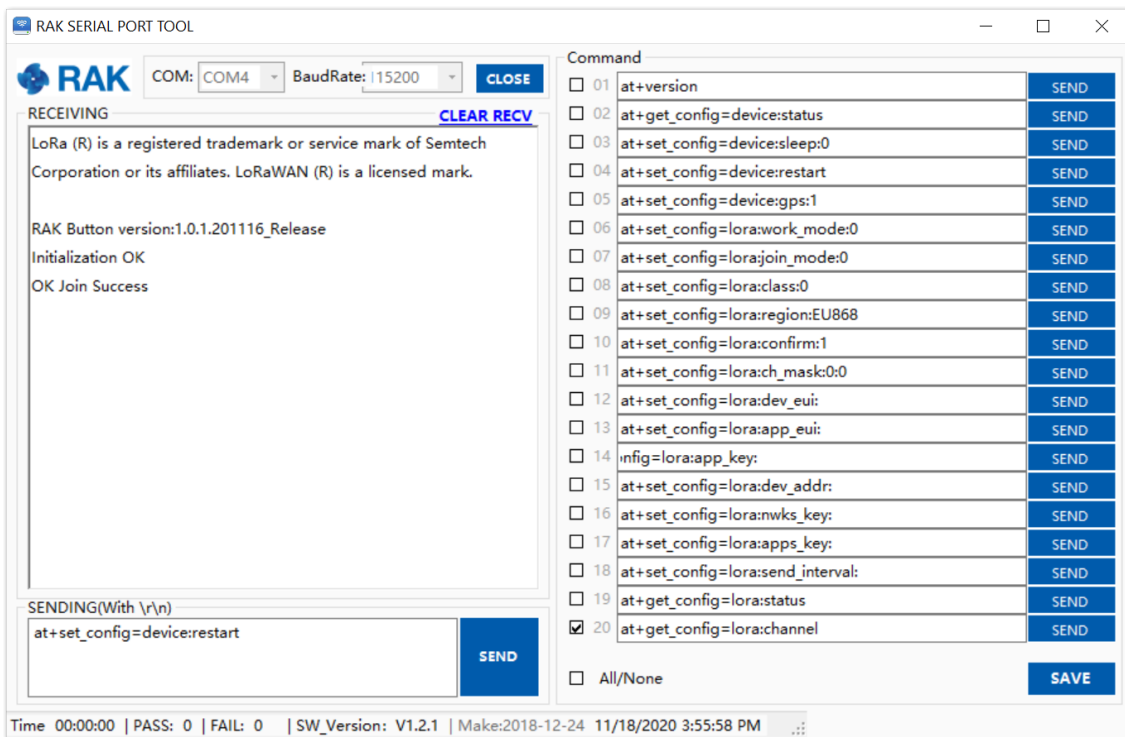 RAK SERIAL PORT TOOL
RAK COM: COM4 BaudRate: 115200 CLOSE
RECEIVING CLEAR RECV
LoRa (R) is a registered trademark or service mark of Semtech
Corporation or its affiliates. LoRaWAN (R) is a licensed mark.
RAK Button version:1.0.1.201116_Release
Initialization OK
OK Join Success
SENDING(With \r\n)
at+set_config=device:restart
SEND
Command
01 at+version SEND
02 at+get_config=device:status SEND
03 at+set_config=device:sleep:0 SEND
04 at+set_config=device:restart SEND
05 at+set_config=device:gps:1 SEND
06 at+set_config=lora:work_mode:0 SEND
07 at+set_config=lora:join_mode:0 SEND
08 at+set_config=lora:class:0 SEND
09 at+set_config=lora:region:EU868 SEND
10 at+set_config=lora:confirm:1 SEND
11 at+set_config=lora:ch_mask:0:0 SEND
12 at+set_config=lora:dev_eui: SEND
13 at+set_config=lora:app_eui: SEND
14 nfig=lora:app_key: SEND
15 at+set_config=lora:dev_addr: SEND
16 at+set_config=lora:nwks_key: SEND
17 at+set_config=lora:apps_key: SEND
18 at+set_config=lora:send_interval: SEND
19 at+get_config=lora:status SEND
20 at+get_config=lora:channel SEND
All/None SAVE
Time 00:00:00 | PASS: 0 | FAIL: 0 | SW_Version: V1.2.1 | Make:2018-12-24 11/18/2020 3:55:58 PM